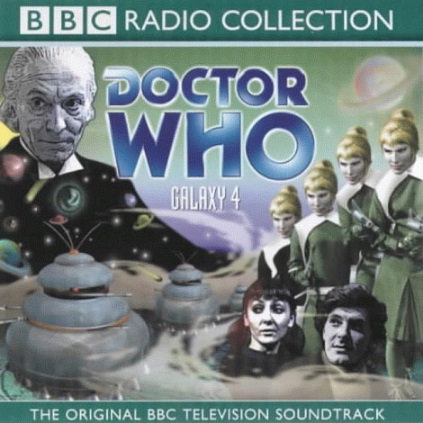 BBC RADIO COLLECTION
DOCTOR
WHO
GALAXY 4
THE ORIGINAL BBC TELEVISION SOUNDTRACK